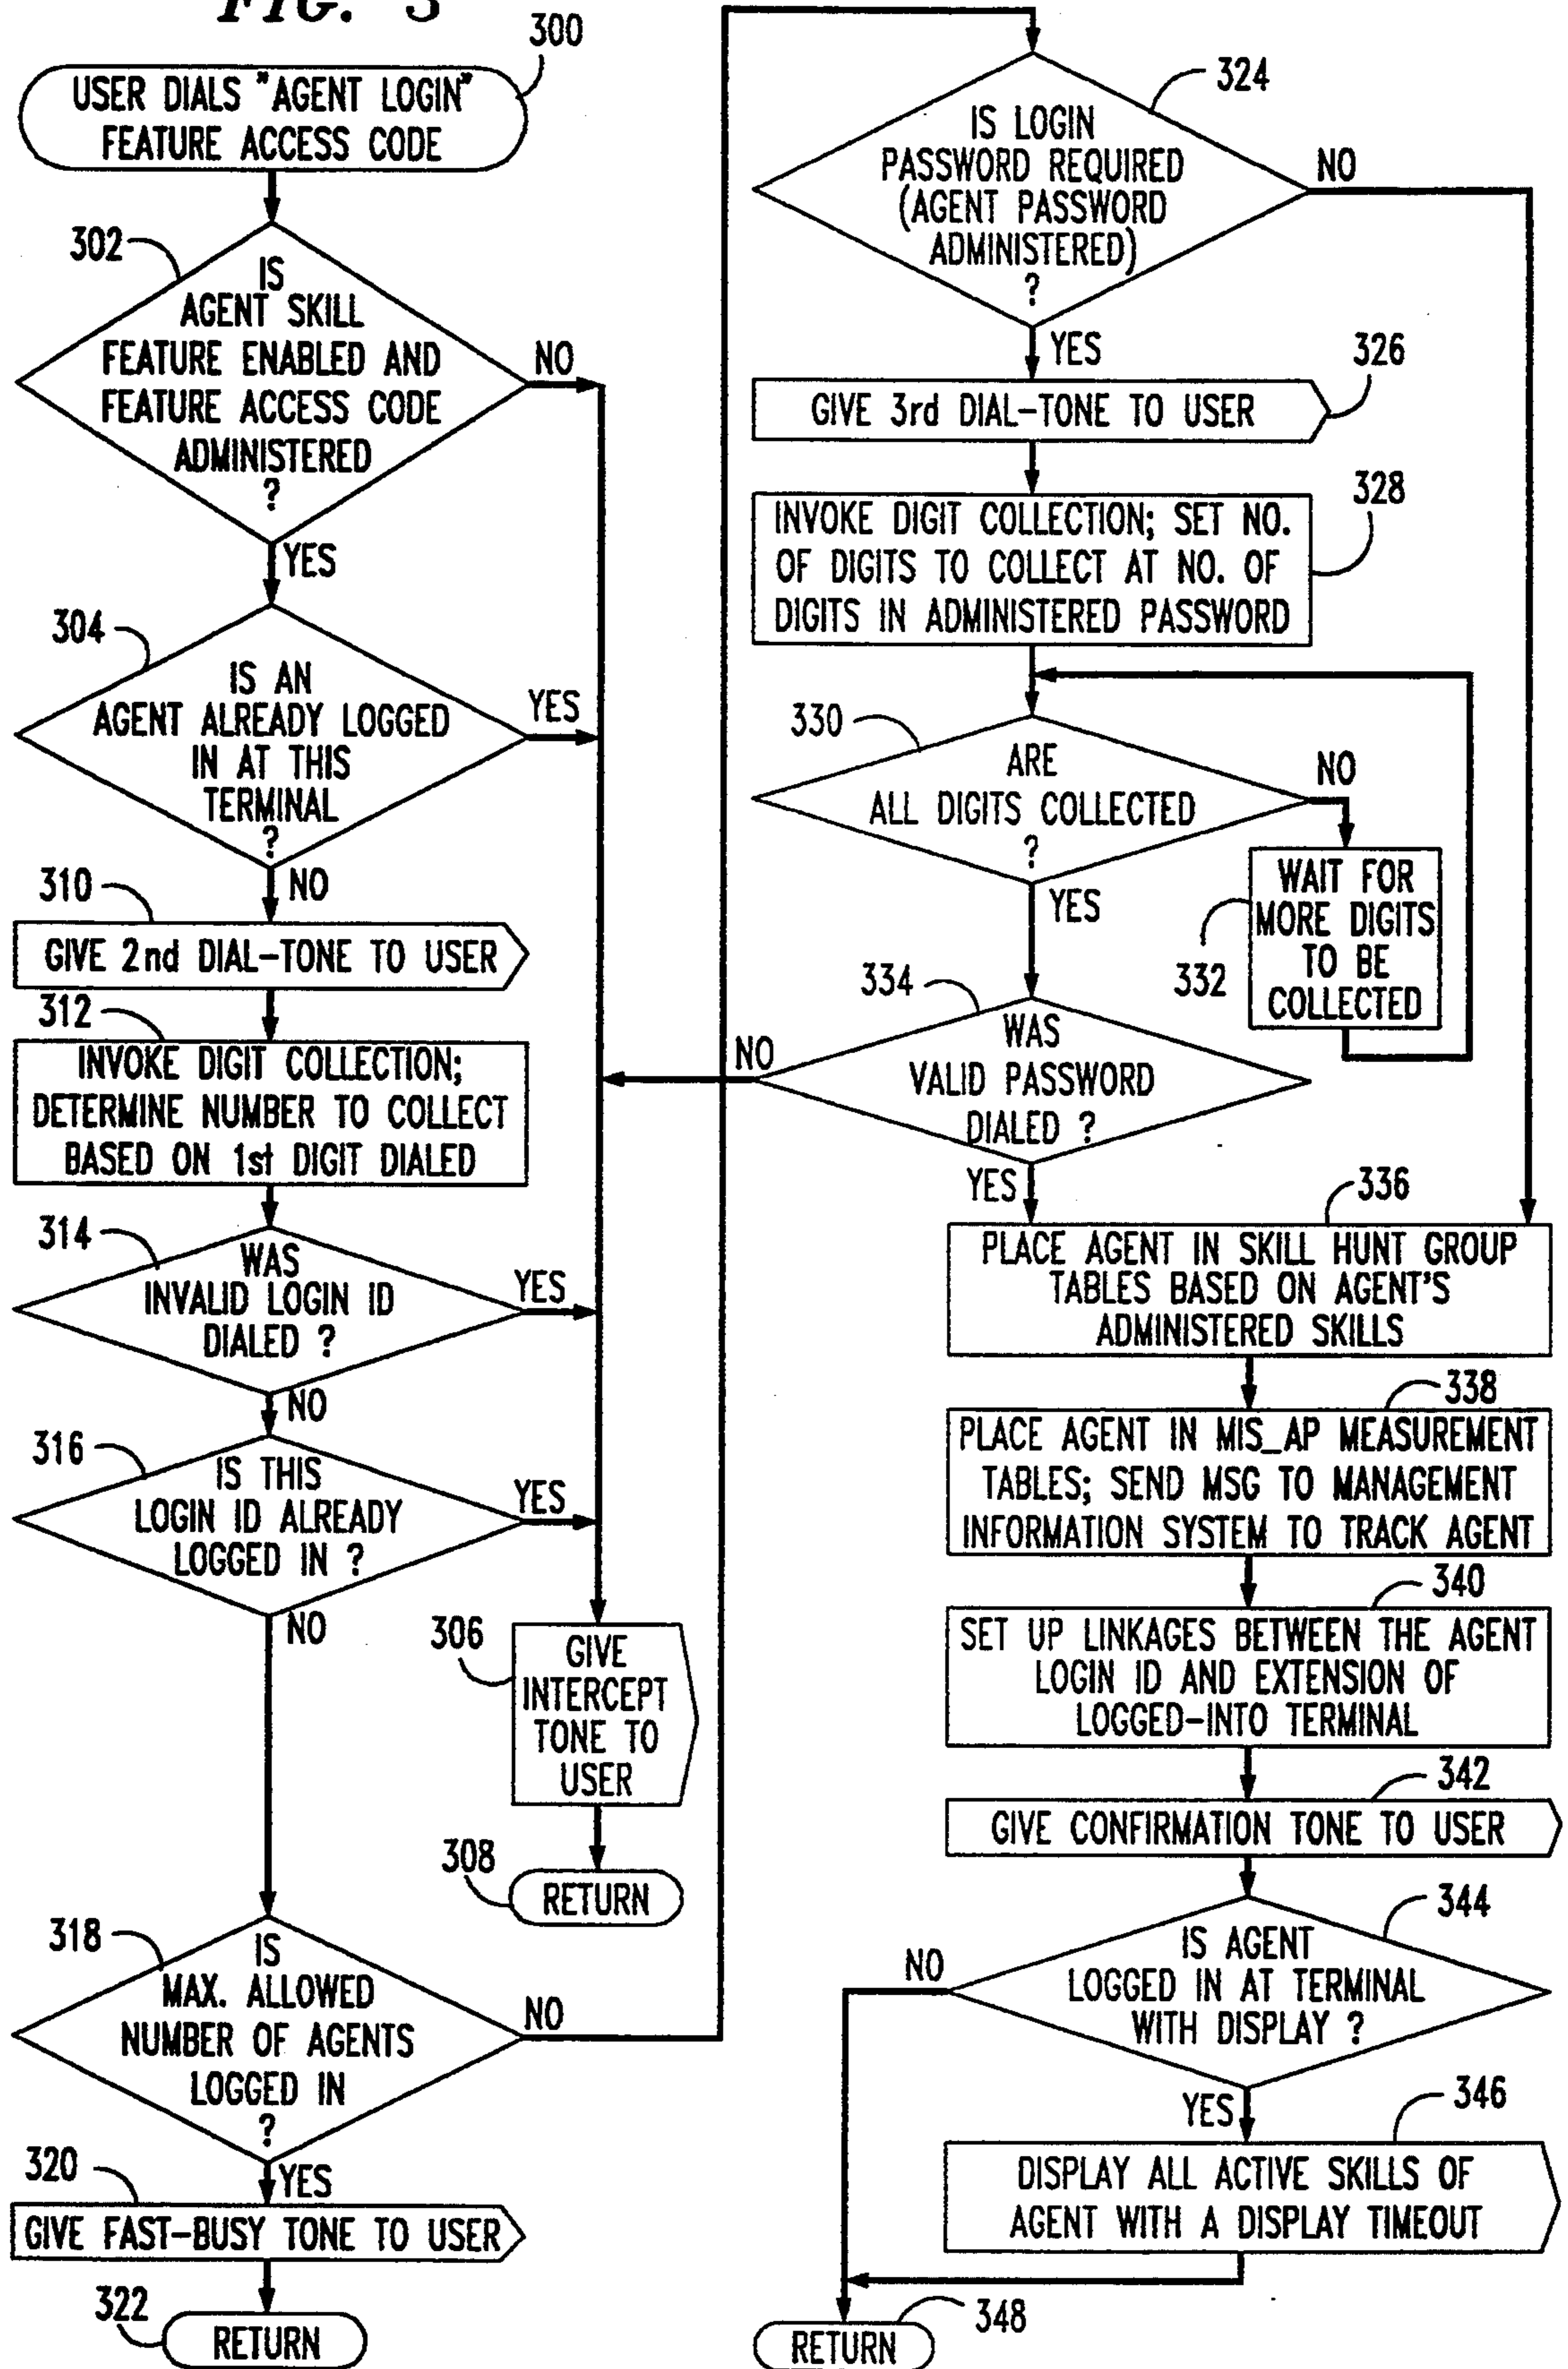 FIG. 3
300
USER DIALS "AGENT LOGIN"
FEATURE ACCESS CODE
302
IS
AGENT SKILL
FEATURE ENABLED AND
FEATURE ACCESS CODE
ADMINISTERED
?
NO
YES
304
IS AN
AGENT ALREADY LOGGED
IN AT THIS
TERMINAL
?
YES
NO
310
GIVE 2nd DIAL-TONE TO USER
312
INVOKE DIGIT COLLECTION;
DETERMINE NUMBER TO COLLECT
BASED ON 1st DIGIT DIALED
314
WAS
INVALID LOGIN ID
DIALED ?
YES
NO
316
IS THIS
LOGIN ID ALREADY
LOGGED IN ?
YES
NO
306
GIVE
INTERCEPT
TONE TO
USER
308
RETURN
318
IS
MAX. ALLOWED
NUMBER OF AGENTS
LOGGED IN
?
NO
YES
320
GIVE FAST-BUSY TONE TO USER
322
RETURN
324
IS LOGIN
PASSWORD REQUIRED
(AGENT PASSWORD
ADMINISTERED)
?
NO
YES
326
GIVE 3rd DIAL-TONE TO USER
328
INVOKE DIGIT COLLECTION; SET NO.
OF DIGITS TO COLLECT AT NO. OF
DIGITS IN ADMINISTERED PASSWORD
330
ARE
ALL DIGITS COLLECTED
?
NO
YES
332
WAIT FOR
MORE DIGITS
TO BE
COLLECTED
334
WAS
VALID PASSWORD
DIALED ?
NO
YES
336
PLACE AGENT IN SKILL HUNT GROUP
TABLES BASED ON AGENT'S
ADMINISTERED SKILLS
338
PLACE AGENT IN MIS_AP MEASUREMENT
TABLES; SEND MSG TO MANAGEMENT
INFORMATION SYSTEM TO TRACK AGENT
340
SET UP LINKAGES BETWEEN THE AGENT
LOGIN ID AND EXTENSION OF
LOGGED-INTO TERMINAL
342
GIVE CONFIRMATION TONE TO USER
344
IS AGENT
LOGGED IN AT TERMINAL
WITH DISPLAY ?
NO
YES
346
DISPLAY ALL ACTIVE SKILLS OF
AGENT WITH A DISPLAY TIMEOUT
348
RETURN